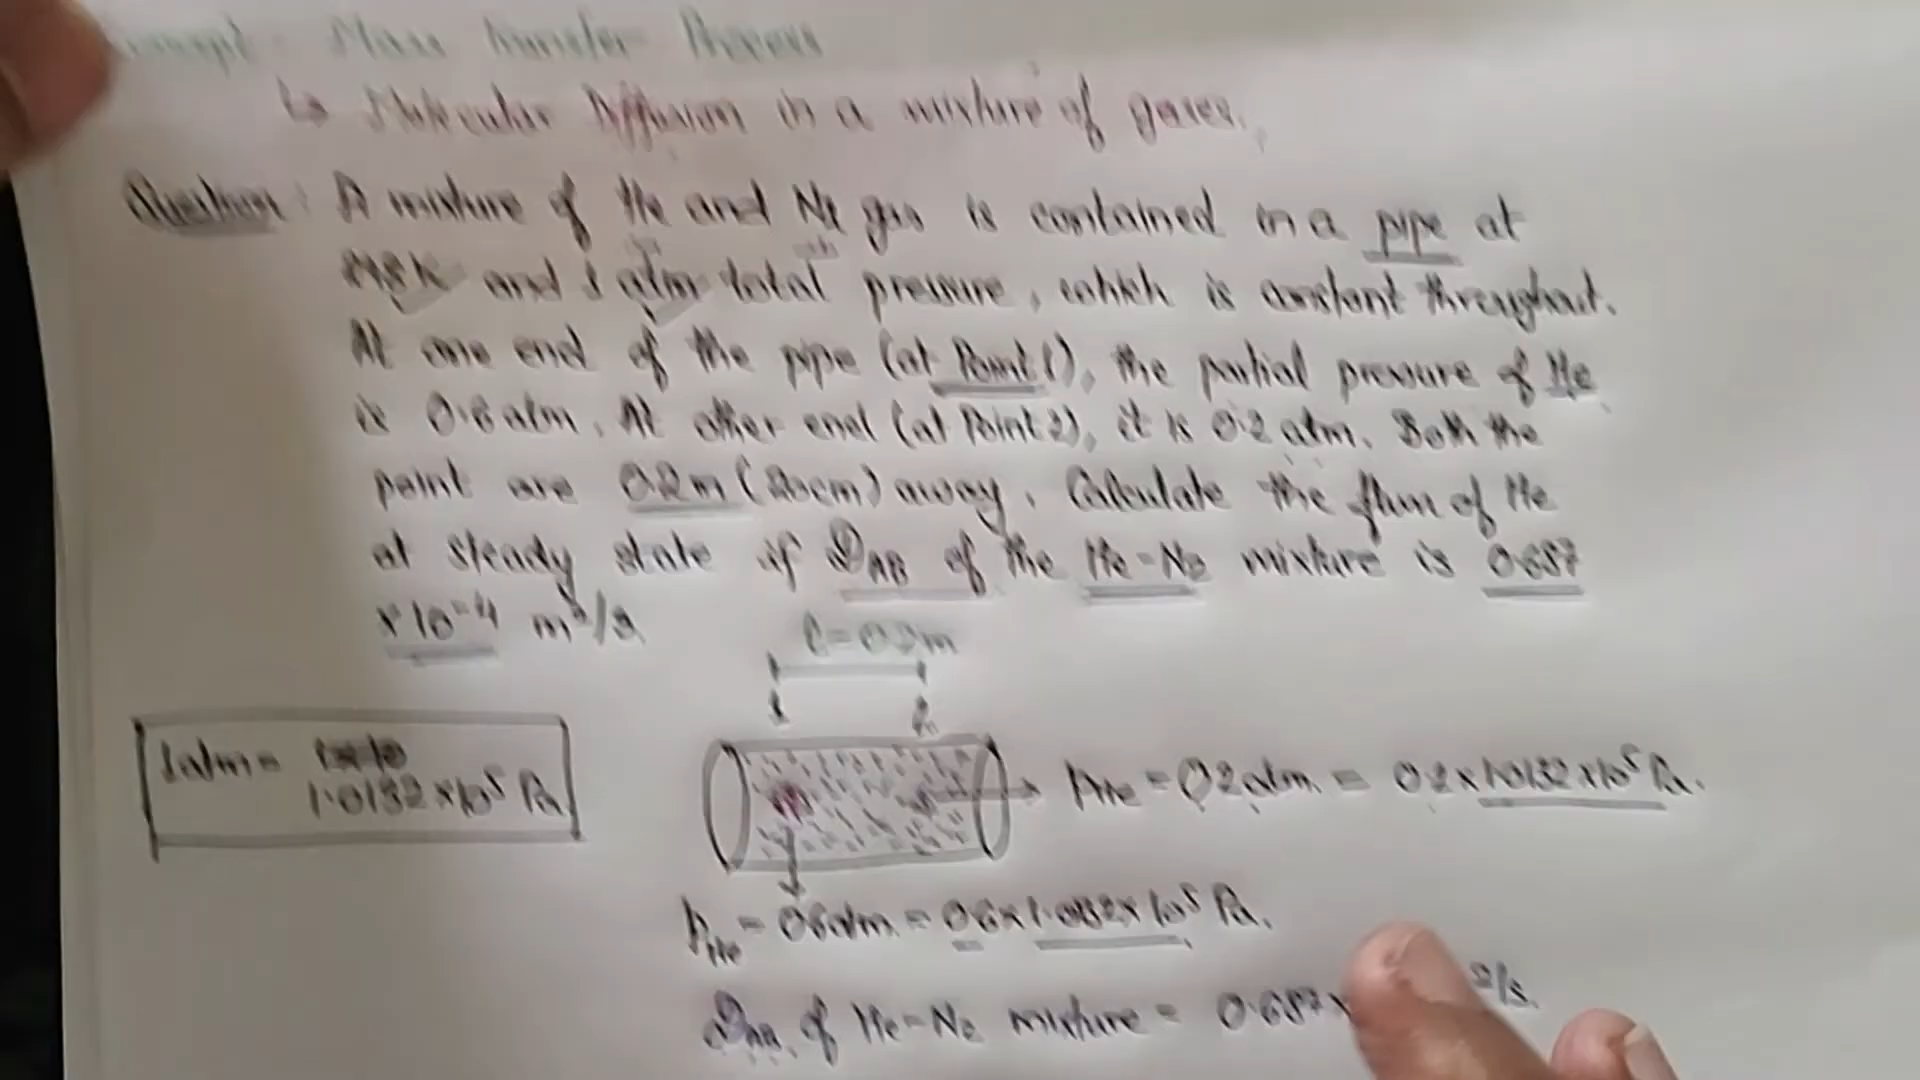 Concept - Mass Transfer Process
↳ Molecular Diffusion in a mixture of gases.
Question: A mixture of He and N2 gas is contained in a pipe at
298K and 1 atm total pressure, which is constant throughout.
At one end of the pipe (at Point 1), the partial pressure of He
is 0.6 atm. At other end (at Point 2), it is 0.2 atm. Both the
point are 0.2m (20cm) away. Calculate the flux of He
at steady state if DAB of the He-N2 mixture is 0.687
×10⁻⁴ m²/s.
l=0.2m
1atm =
1.0132×10⁵ Pa
PHe = 0.2 atm = 0.2×1.0132×10⁵ Pa.
PHe = 0.6 atm = 0.6×1.0132×10⁵ Pa.
DAB of He-N2 mixture = 0.687× ²/s.